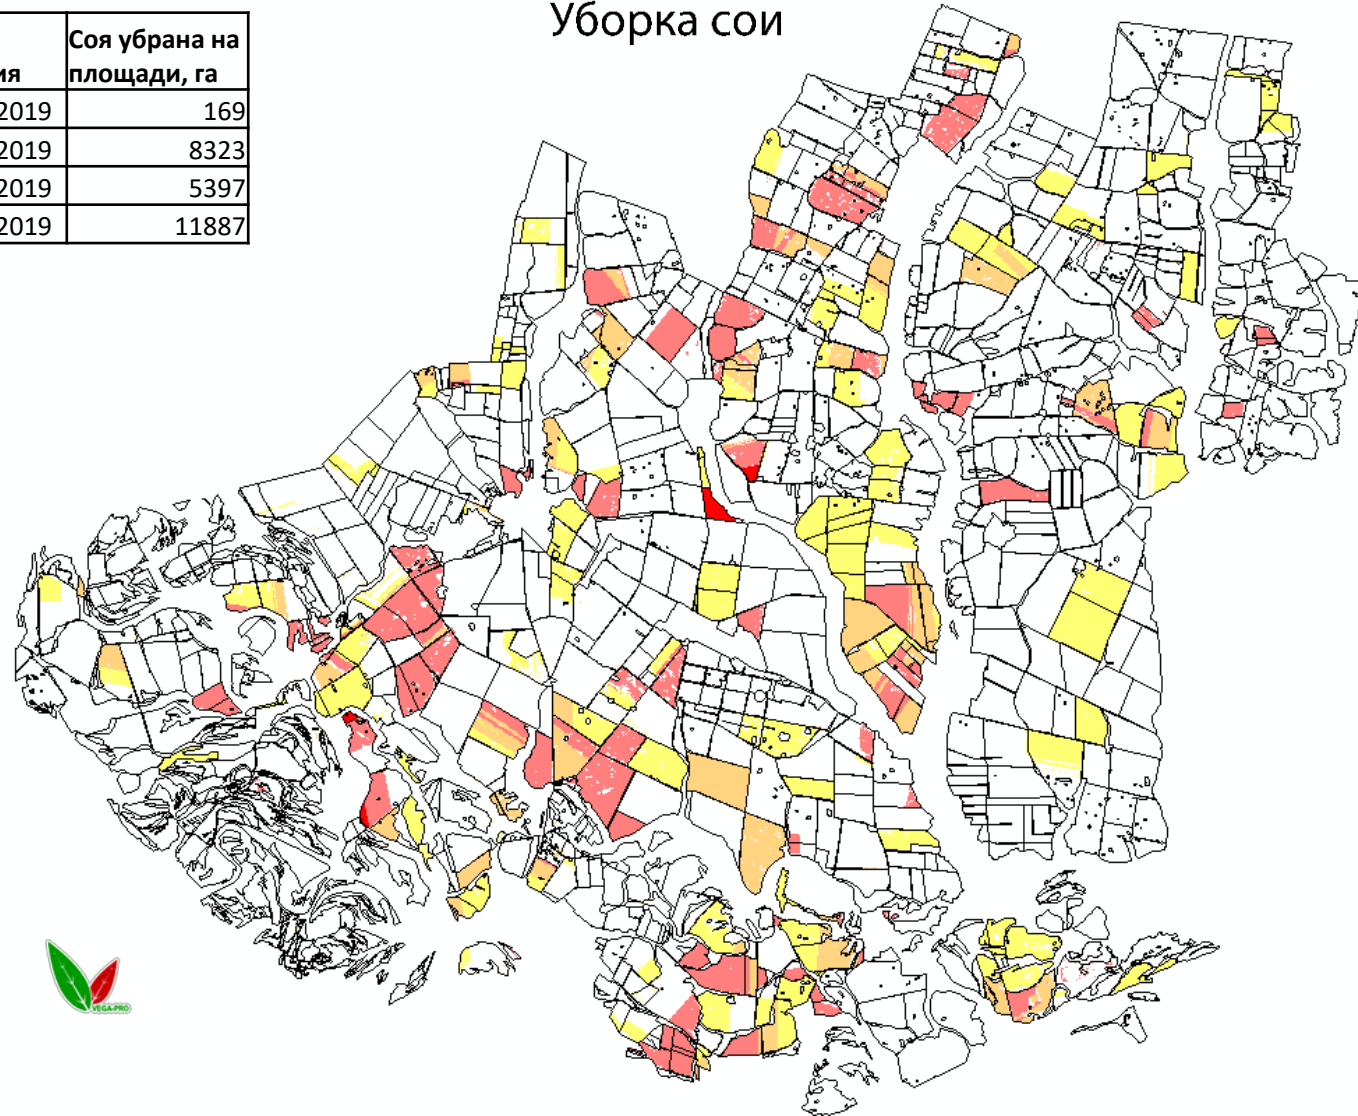 Уборка сои
Соя убрана на
ия площади, га
2019 169
2019 8323
2019 5397
2019 11887
VEGA-PRO